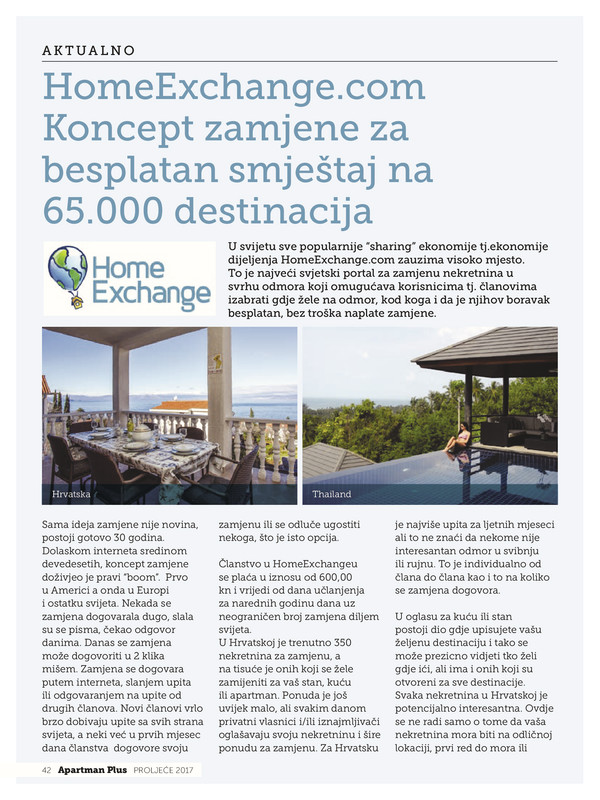 AKTUALNO
HomeExchange.com
Koncept zamjene za
besplatan smještaj na
65.000 destinacija
Home
Exchange
U svijetu sve popularnije “sharing” ekonomije tj.ekonomije
dijeljenja HomeExchange.com zauzima visoko mjesto.
To je najveći svjetski portal za zamjenu nekretnina u
svrhu odmora koji omogućava korisnicima tj. članovima
izabrati gdje žele na odmor, kod koga i da je njihov boravak
besplatan, bez troška naplate zamjene.
Hrvatska
Thailand
Sama ideja zamjene nije novina,
postoji gotovo 30 godina.
Dolaskom interneta sredinom
devedesetih, koncept zamjene
doživjeo je pravi “boom”. Prvo
u Americi a onda u Europi
i ostatku svijeta. Nekada se
zamjena dogovarala dugo, slala
su se pisma, čekao odgovor
danima. Danas se zamjena
može dogovoriti u 2 klika
mišem. Zamjena se dogovara
putem interneta, slanjem upita
ili odgovaranjem na upite od
drugih članova. Novi članovi vrlo
brzo dobivaju upite sa svih strana
svijeta, a neki već u prvih mjesec
dana članstva dogovore svoju
zamjenu ili se odluče ugostiti
nekoga, što je isto opcija.
Članstvo u HomeExchangeu
se plaća u iznosu od 600,00
kn i vrijedi od dana učlanjenja
za narednih godinu dana uz
neograničen broj zamjena diljem
svijeta.
U Hrvatskoj je trenutno 350
nekretnina za zamjenu, a
na tisuće je onih koji se žele
zamijeniti za vaš stan, kuću
ili apartman. Ponuda je još
uvijek malo, ali svakim danom
privatni vlasnici i/ili iznajmljivači
oglašavaju svoju nekretninu i šire
ponudu za zamjenu. Za Hrvatsku
je najviše upita za ljetnih mjeseci
ali to ne znaći da nekome nije
interesantan odmor u svibnju
ili rujnu. To je individualno od
člana do člana kao i to na koliko
se zamjena dogovora.
U oglasu za kuću ili stan
postoji dio gdje upisujete vašu
željenu destinaciju i tako se
može prezicno vidjeti tko želi
gdje ići, ali ima i onih koji su
otvoreni za sve destinacije.
Svaka nekretnina u Hrvatskoj je
potencijalno interesantna. Ovdje
se ne radi samo o tome da vaša
nekretnina mora biti na odličnoj
lokaciji, prvi red do mora ili
42 Apartman Plus PROLJEĆE 2017